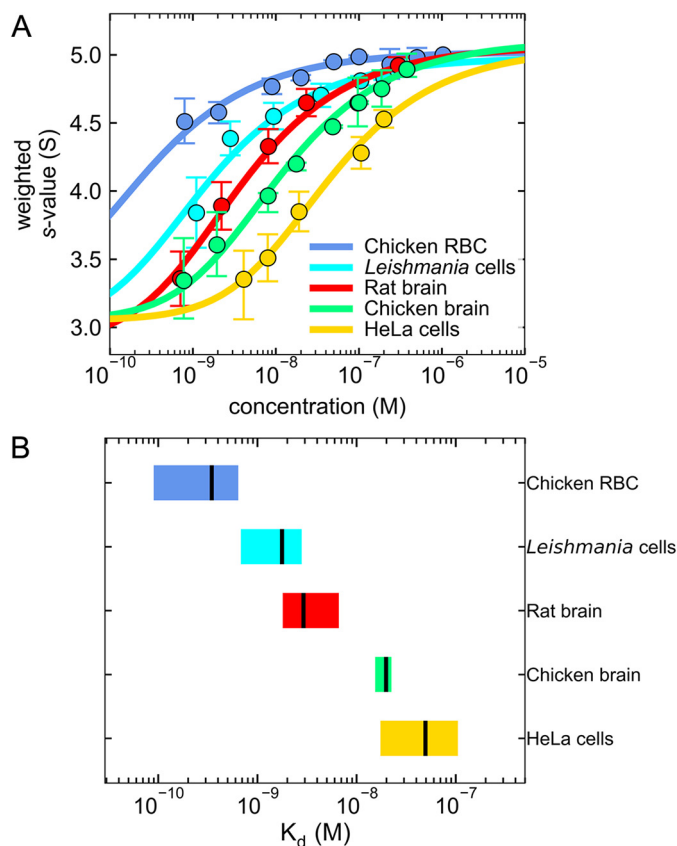 A
weighted
s-value (S)
5.0
4.5
4.0
3.5
3.0
Chicken RBC
Leishmania cells
Rat brain
Chicken brain
HeLa cells
10⁻¹⁰ 10⁻⁹ 10⁻⁸ 10⁻⁷ 10⁻⁶ 10⁻⁵
concentration (M)
B
Chicken RBC
Leishmania cells
Rat brain
Chicken brain
HeLa cells
10⁻¹⁰ 10⁻⁹ 10⁻⁸ 10⁻⁷
K_d (M)